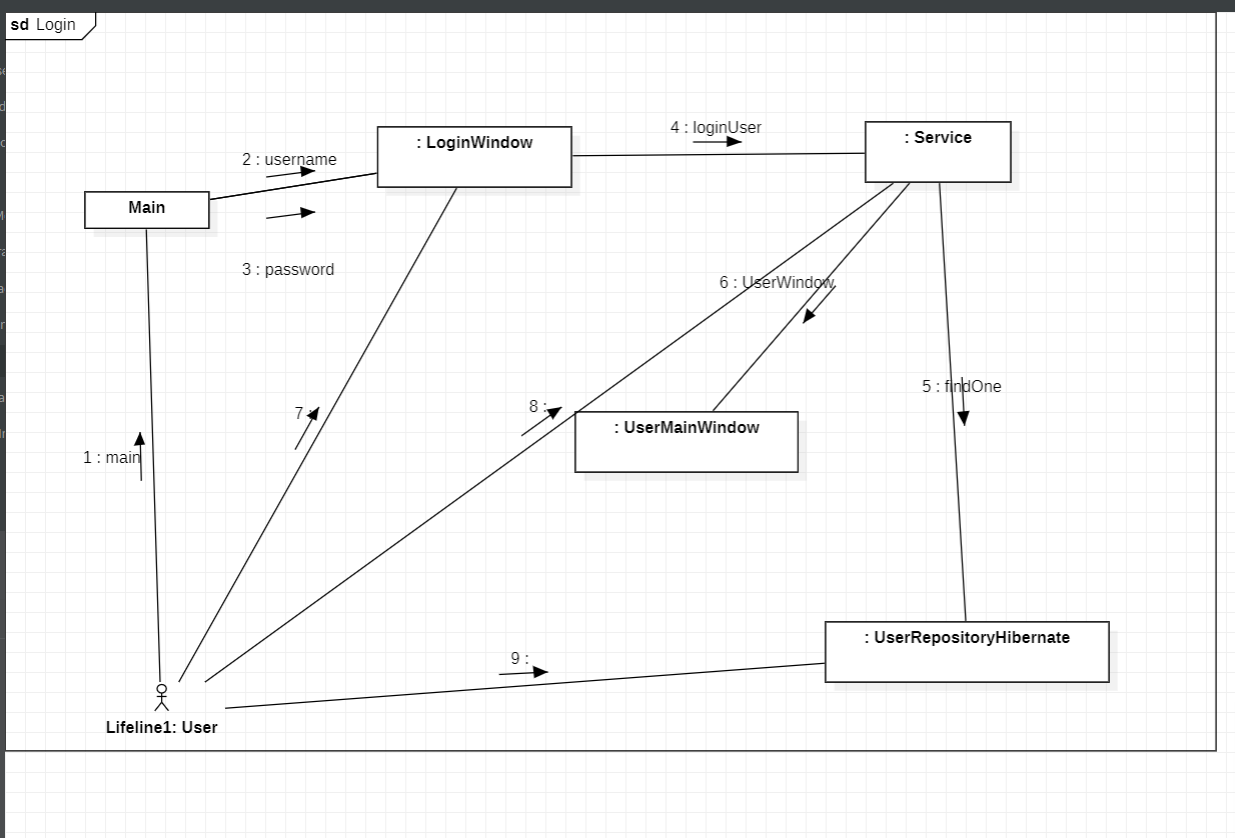 sd Login
4 : loginUser
: Service
: LoginWindow
2 : username
Main
3 : password
6 : UserWindow
5 : findOne
7 :
8 :
: UserMainWindow
1 : main
: UserRepositoryHibernate
9 :
Lifeline1: User